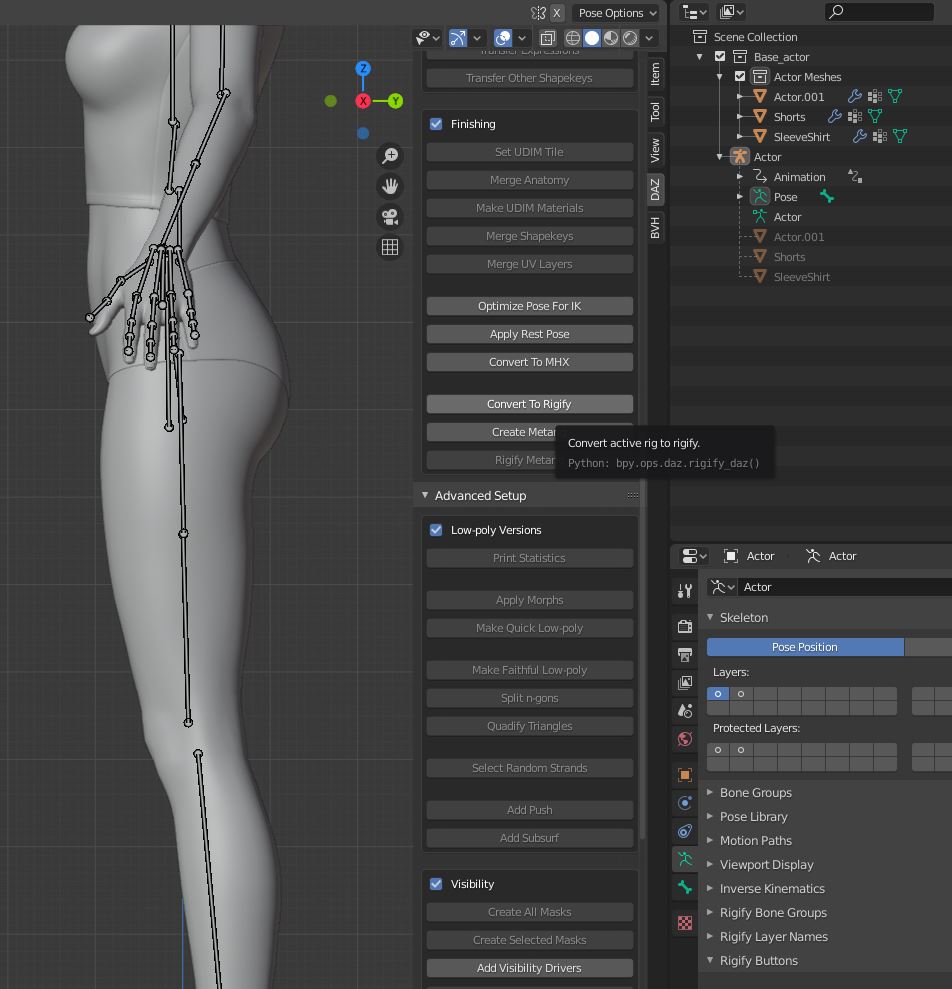 X
Pose Options
Transfer Expressions
Transfer Other Shapekeys
Finishing
Set UDIM Tile
Merge Anatomy
Make UDIM Materials
Merge Shapekeys
Merge UV Layers
Optimize Pose For IK
Apply Rest Pose
Convert To MHX
Convert To Rigify
Create Metar
Rigify Metar
Convert active rig to rigify.
Python: bpy.ops.daz.rigify_daz()
Advanced Setup
Low-poly Versions
Print Statistics
Apply Morphs
Make Quick Low-poly
Make Faithful Low-poly
Split n-gons
Quadify Triangles
Select Random Strands
Add Push
Add Subsurf
Visibility
Create All Masks
Create Selected Masks
Add Visibility Drivers
Z
X
Y
Item
Tool
View
DAZ
BVH
Scene Collection
Base_actor
Actor Meshes
Actor.001
Shorts
SleeveShirt
Actor
Animation
Pose
Actor
Actor.001
Shorts
SleeveShirt
Actor
Actor
Actor
Skeleton
Pose Position
Layers:
Protected Layers:
Bone Groups
Pose Library
Motion Paths
Viewport Display
Inverse Kinematics
Rigify Bone Groups
Rigify Layer Names
Rigify Buttons